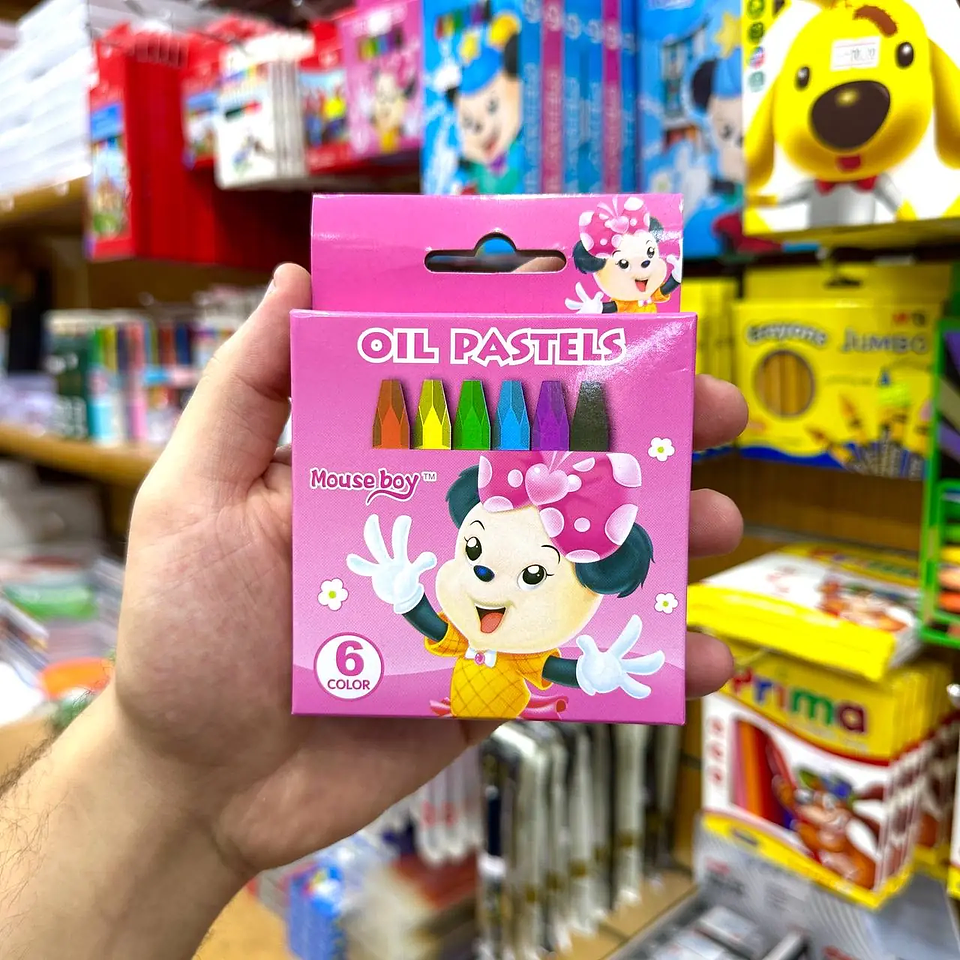 OIL PASTELS
Mouse boy™
6
COLOR
Crayons JUMBO
Prima